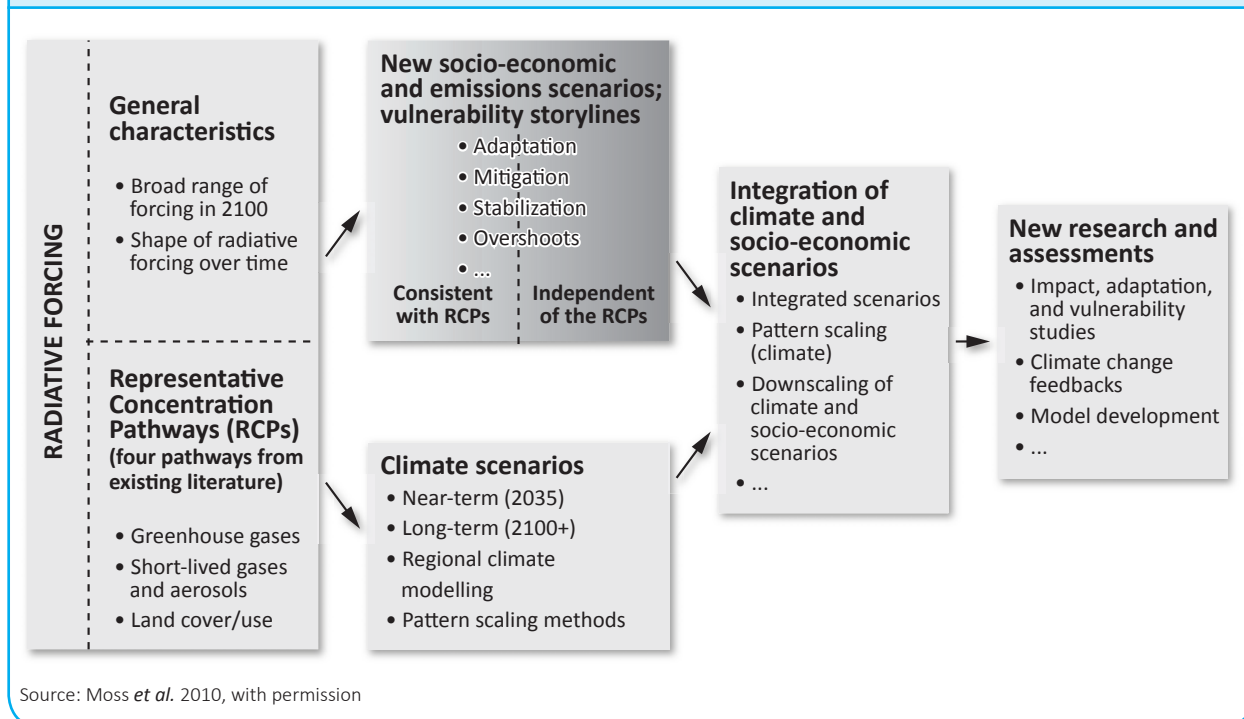 RADIATIVE FORCING
General
characteristics
• Broad range of
forcing in 2100
• Shape of radiative
forcing over time
Representative
Concentration
Pathways (RCPs)
(four pathways from
existing literature)
• Greenhouse gases
• Short-lived gases
and aerosols
• Land cover/use
New socio-economic
and emissions scenarios;
vulnerability storylines
• Adaptation
• Mitigation
• Stabilization
• Overshoots
• ...
Consistent
with RCPs
Independent
of the RCPs
Climate scenarios
• Near-term (2035)
• Long-term (2100+)
• Regional climate
modelling
• Pattern scaling methods
Integration of
climate and
socio-economic
scenarios
• Integrated scenarios
• Pattern scaling
(climate)
• Downscaling of
climate and
socio-economic
scenarios
• ...
New research and
assessments
• Impact, adaptation,
and vulnerability
studies
• Climate change
feedbacks
• Model development
• ...
Source: Moss et al. 2010, with permission